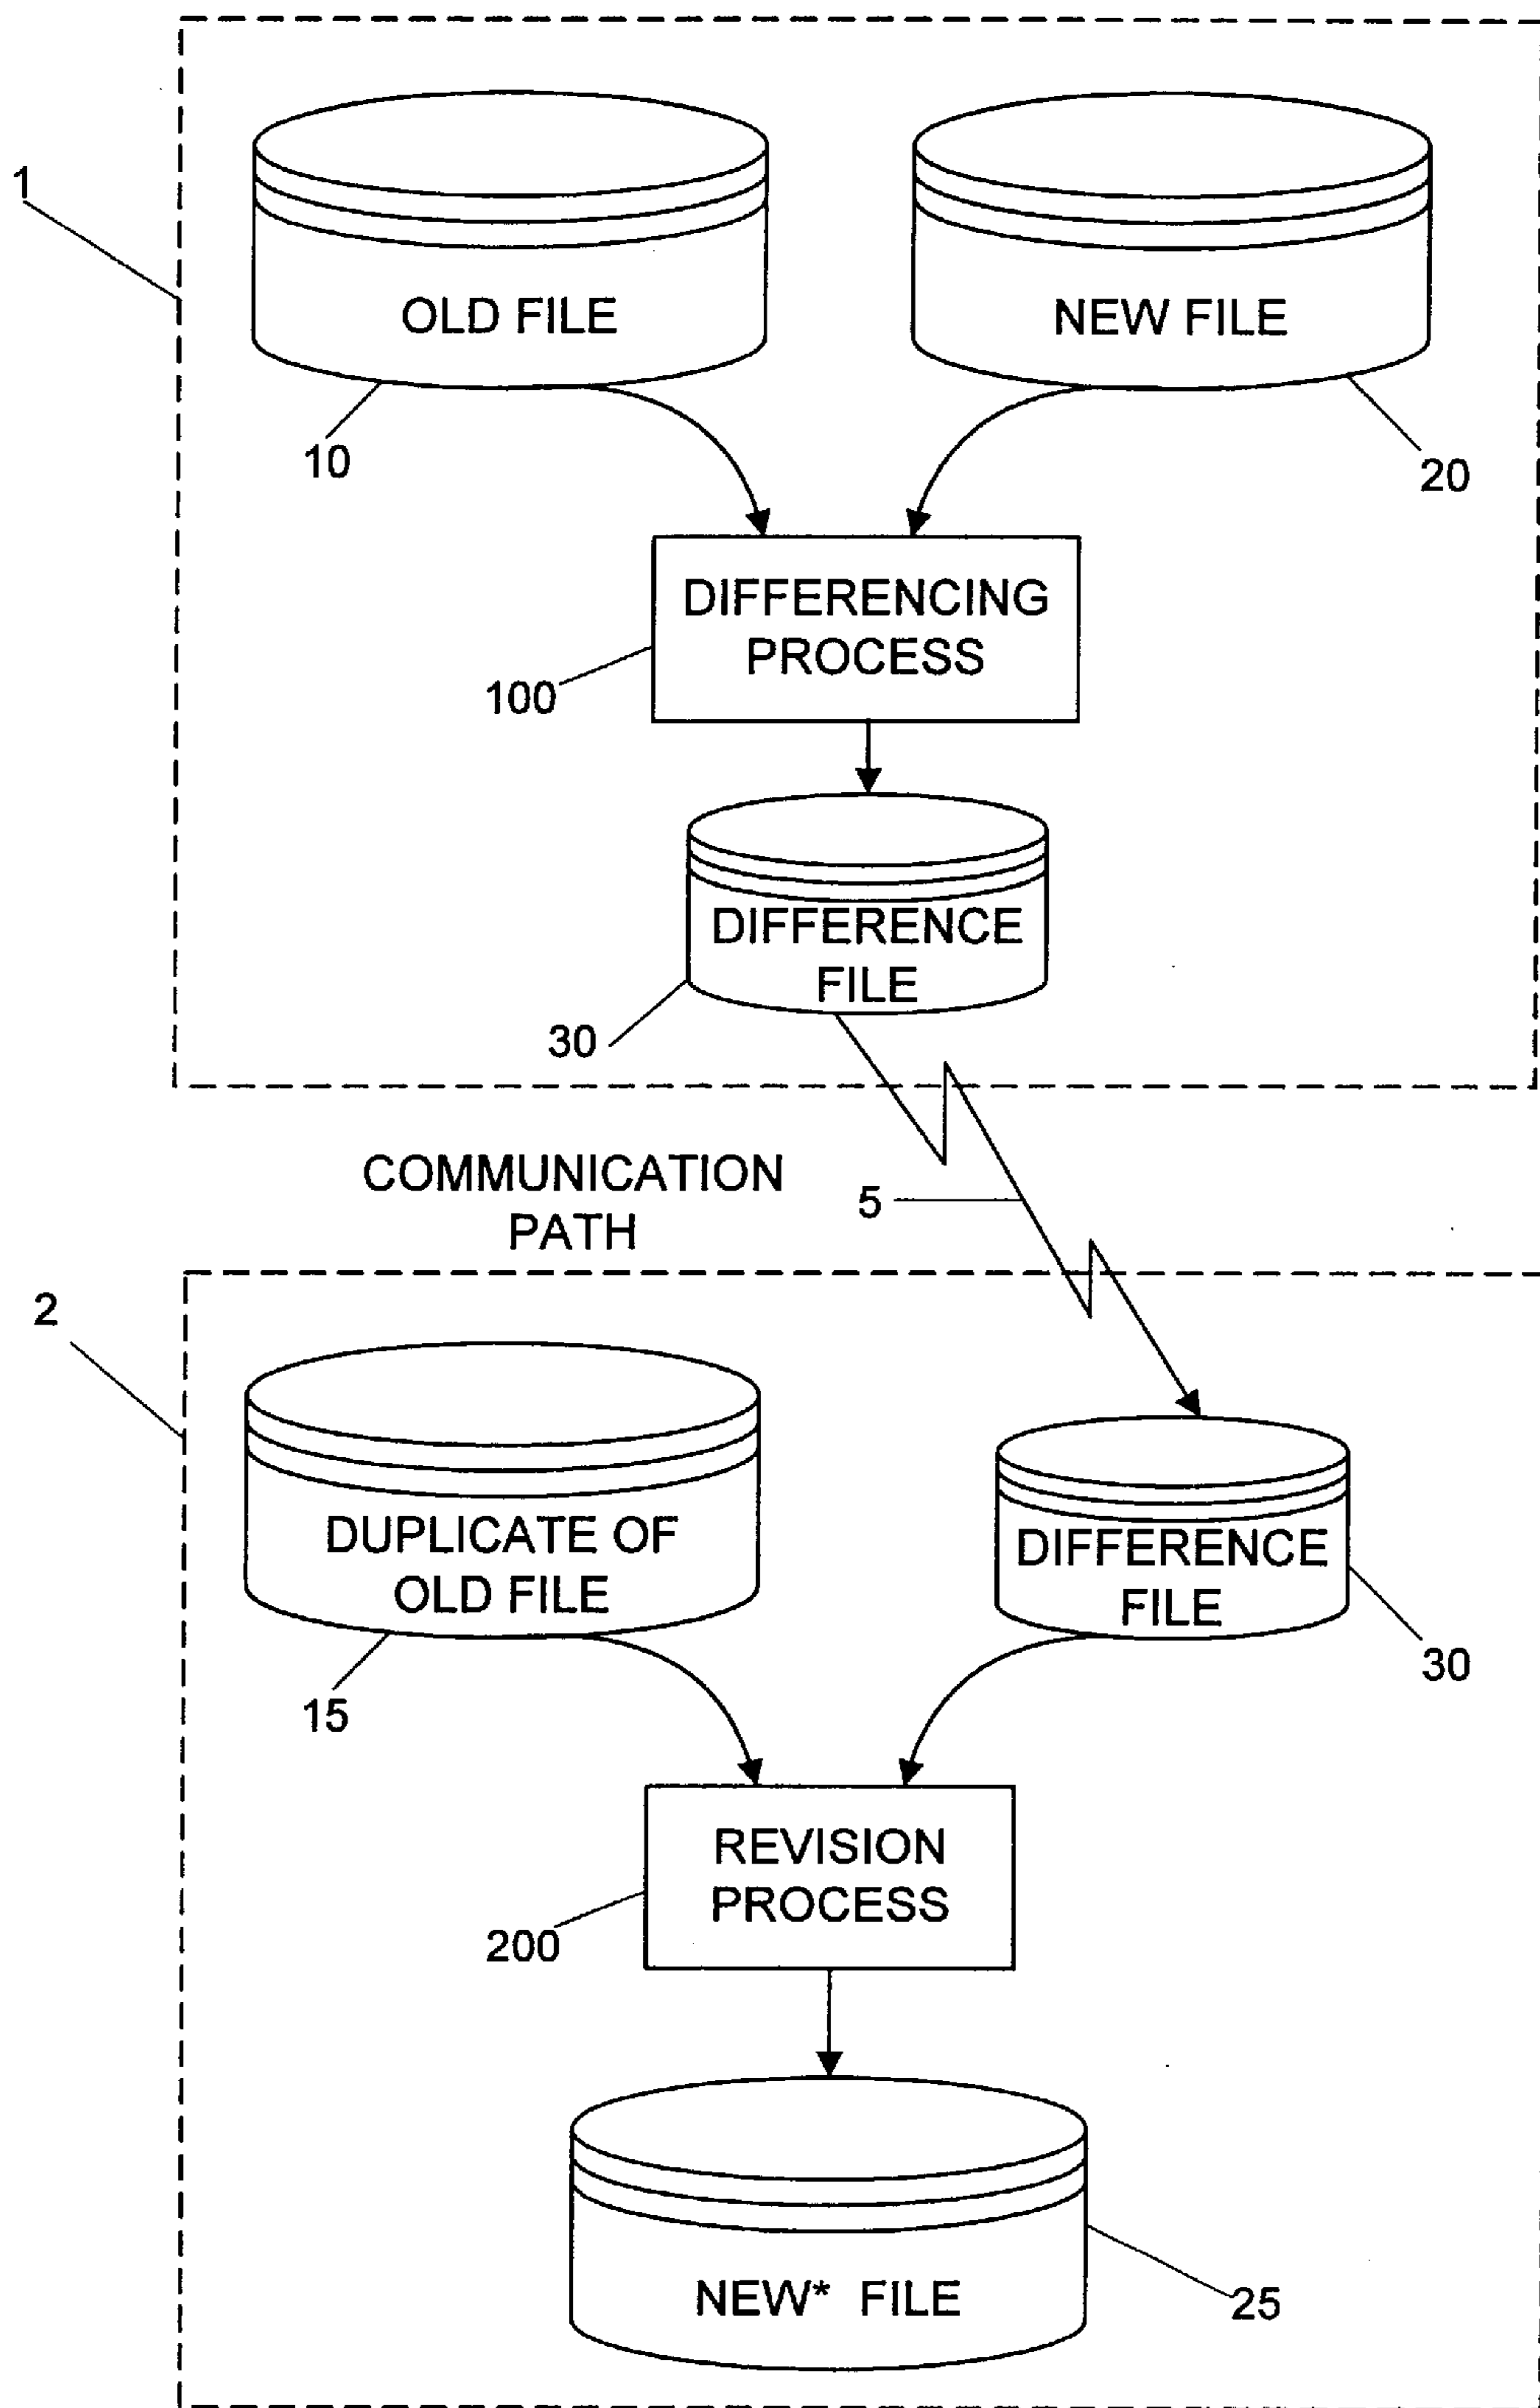 1
OLD FILE
NEW FILE
10
20
DIFFERENCING
PROCESS
100
DIFFERENCE
FILE
30
COMMUNICATION
PATH
5
2
DUPLICATE OF
OLD FILE
DIFFERENCE
FILE
15
30
REVISION
PROCESS
200
NEW* FILE
25